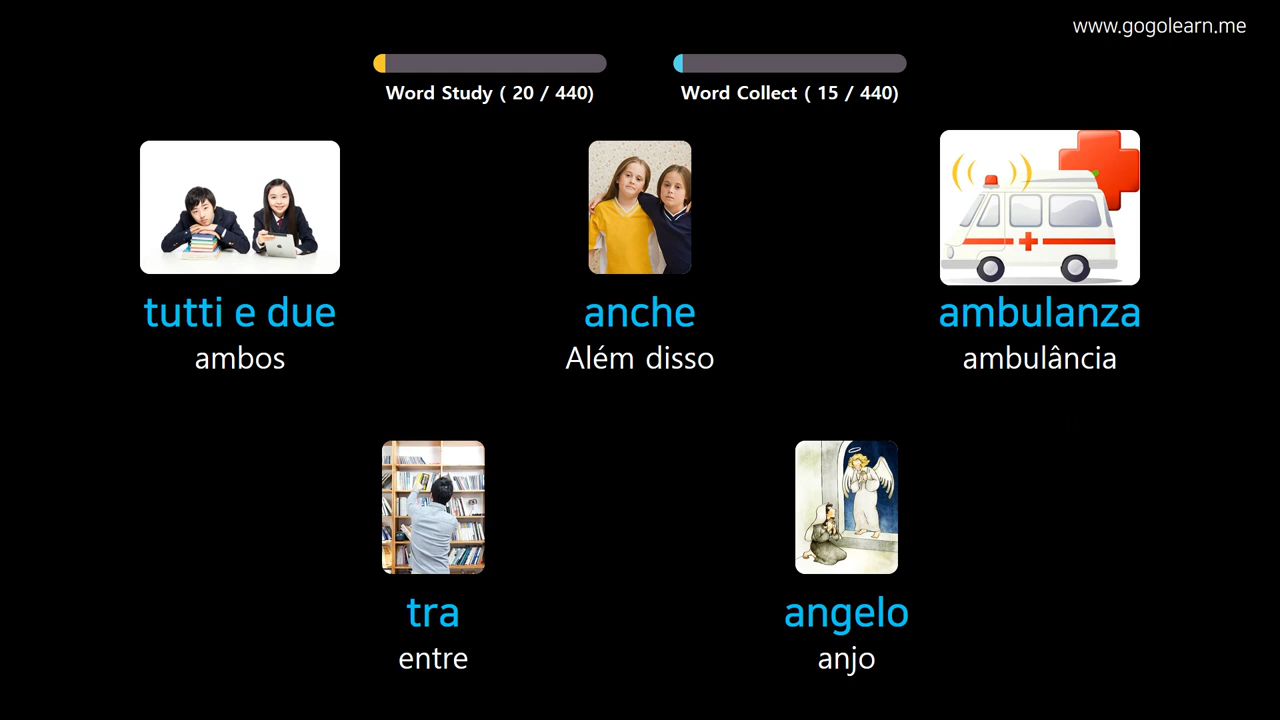 www.gogolearn.me
Word Study ( 20 / 440)
Word Collect ( 15 / 440)
tutti e due
ambos
anche
Além disso
ambulanza
ambulância
tra
entre
angelo
anjo